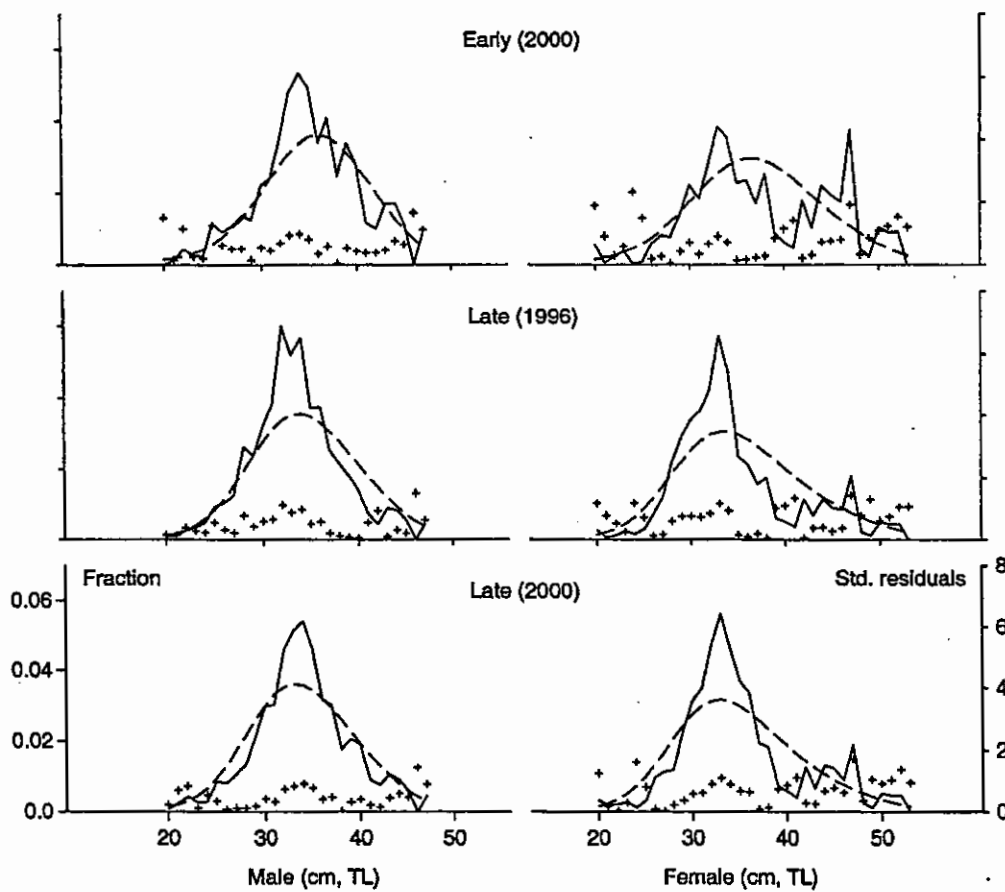 Early (2000)
Late (1996)
Late (2000)
Fraction
Std. residuals
0.06
0.04
0.02
0.0
8
6
4
2
0
20 30 40 50
20 30 40 50
Male (cm, TL)
Female (cm, TL)